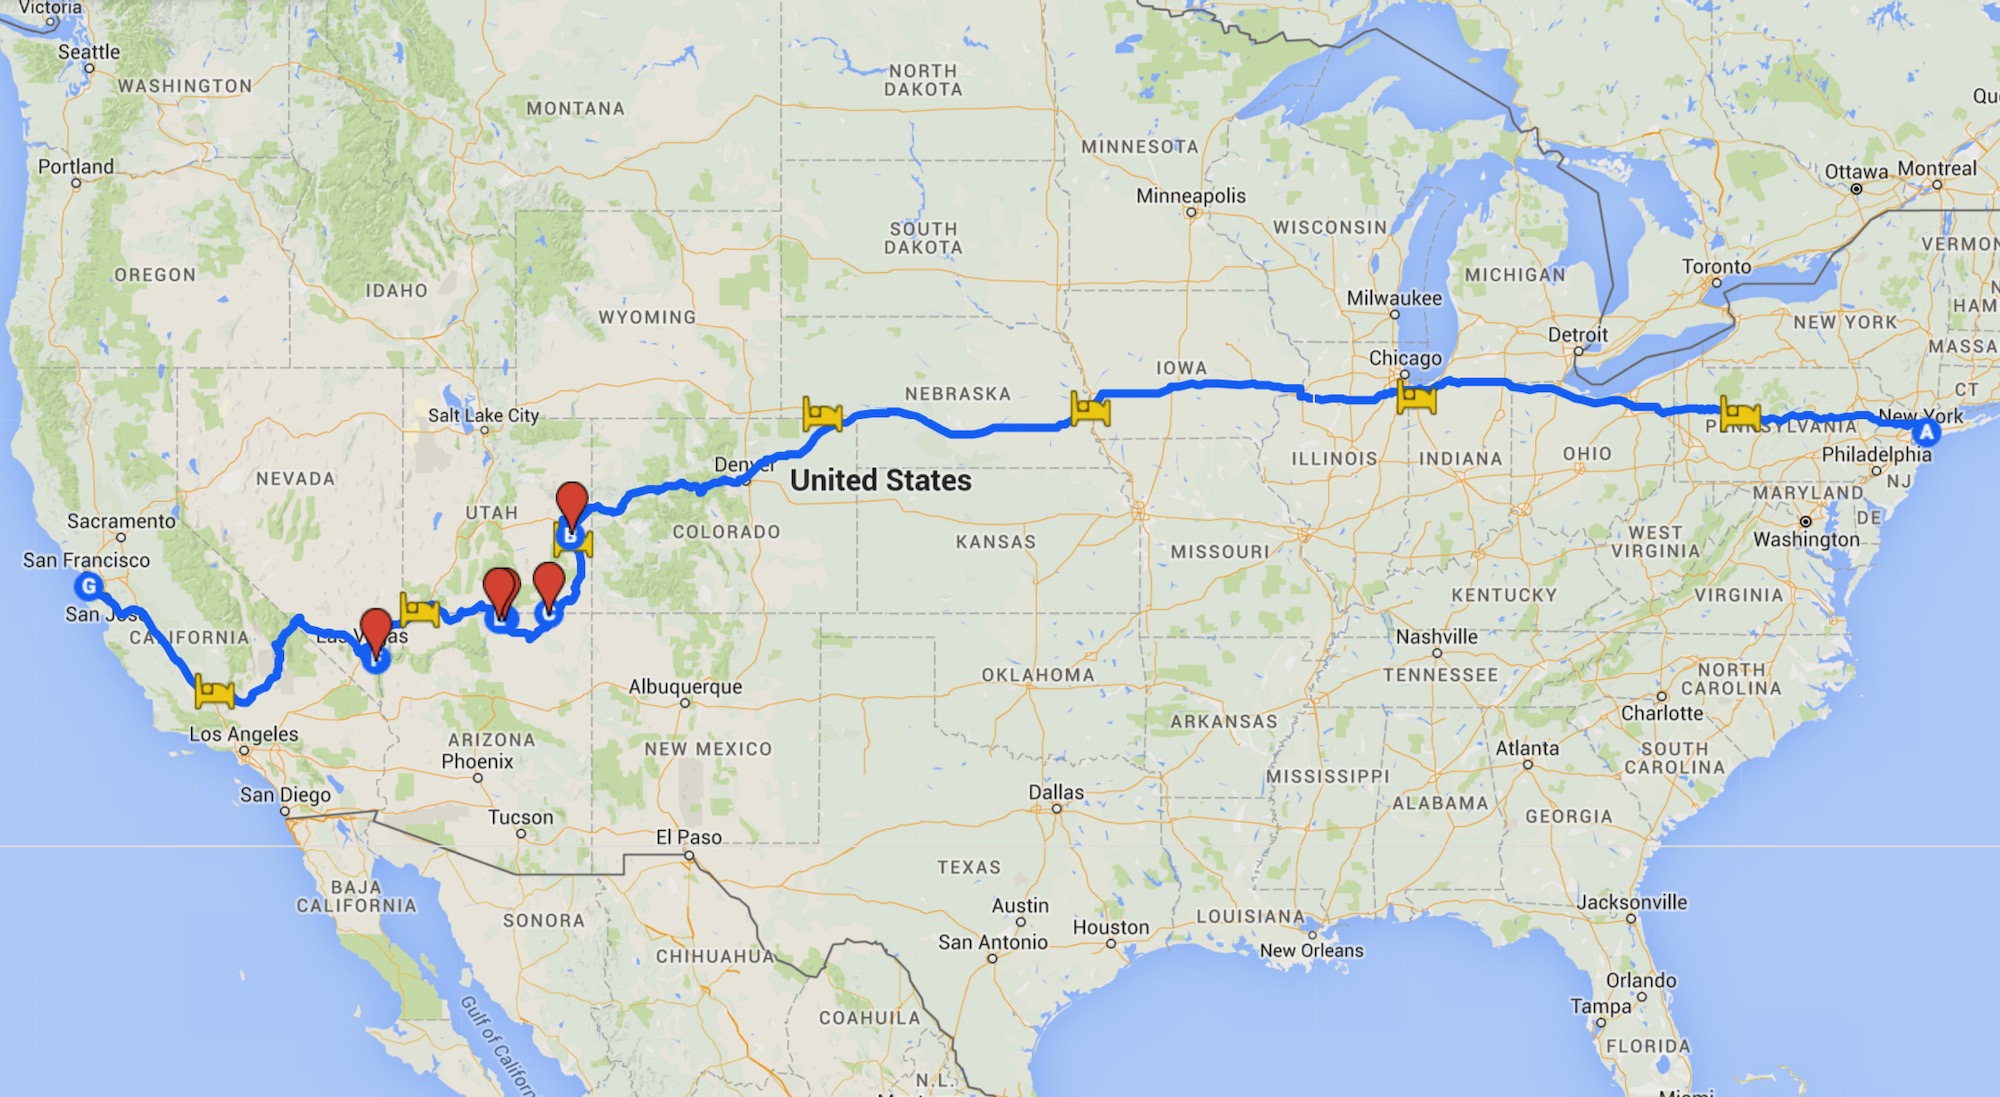 Victoria
Seattle
WASHINGTON
MONTANA
NORTH
DAKOTA
MINNESOTA
Portland
Minneapolis
Ottawa
Montreal
SOUTH
DAKOTA
WISCONSIN
OREGON
IDAHO
MICHIGAN
Toronto
VERMON
WYOMING
Milwaukee
Detroit
NEW YORK
HAM
MASSA
Chicago
IOWA
NEBRASKA
CT
Salt Lake City
New York
A
PENNSYLVANIA
Philadelphia
NJ
Denver
United States
ILLINOIS
INDIANA
OHIO
NEVADA
UTAH
MARYLAND
DE
Washington
Sacramento
B
COLORADO
KANSAS
MISSOURI
WEST
VIRGINIA
San Francisco
G
San Jose
CALIFORNIA
Las Vegas
C
KENTUCKY
VIRGINIA
Nashville
TENNESSEE
NORTH
CAROLINA
Albuquerque
OKLAHOMA
Charlotte
Los Angeles
ARIZONA
Phoenix
NEW MEXICO
ARKANSAS
Atlanta
SOUTH
CAROLINA
San Diego
Tucson
Dallas
MISSISSIPPI
ALABAMA
GEORGIA
El Paso
TEXAS
BAJA
CALIFORNIA
SONORA
CHIHUAHUA
Austin
San Antonio
Houston
LOUISIANA
New Orleans
Jacksonville
Orlando
Tampa
FLORIDA
Gulf of Californ
COAHUILA
N.L.
Miami